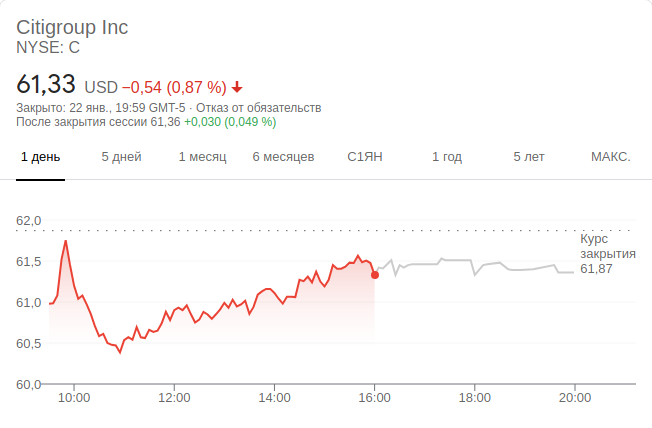 Citigroup Inc
NYSE: C
61,33 USD −0,54 (0,87 %)
Закрыто: 22 янв., 19:59 GMT-5 · Отказ от обязательств
После закрытия сессии 61,36 +0,030 (0,049 %)
1 день 5 дней 1 месяц 6 месяцев С1ЯН 1 год 5 лет МАКС.
62,0
Курс
закрытия
61,87
61,5
61,0
60,5
60,0
10:00 12:00 14:00 16:00 18:00 20:00